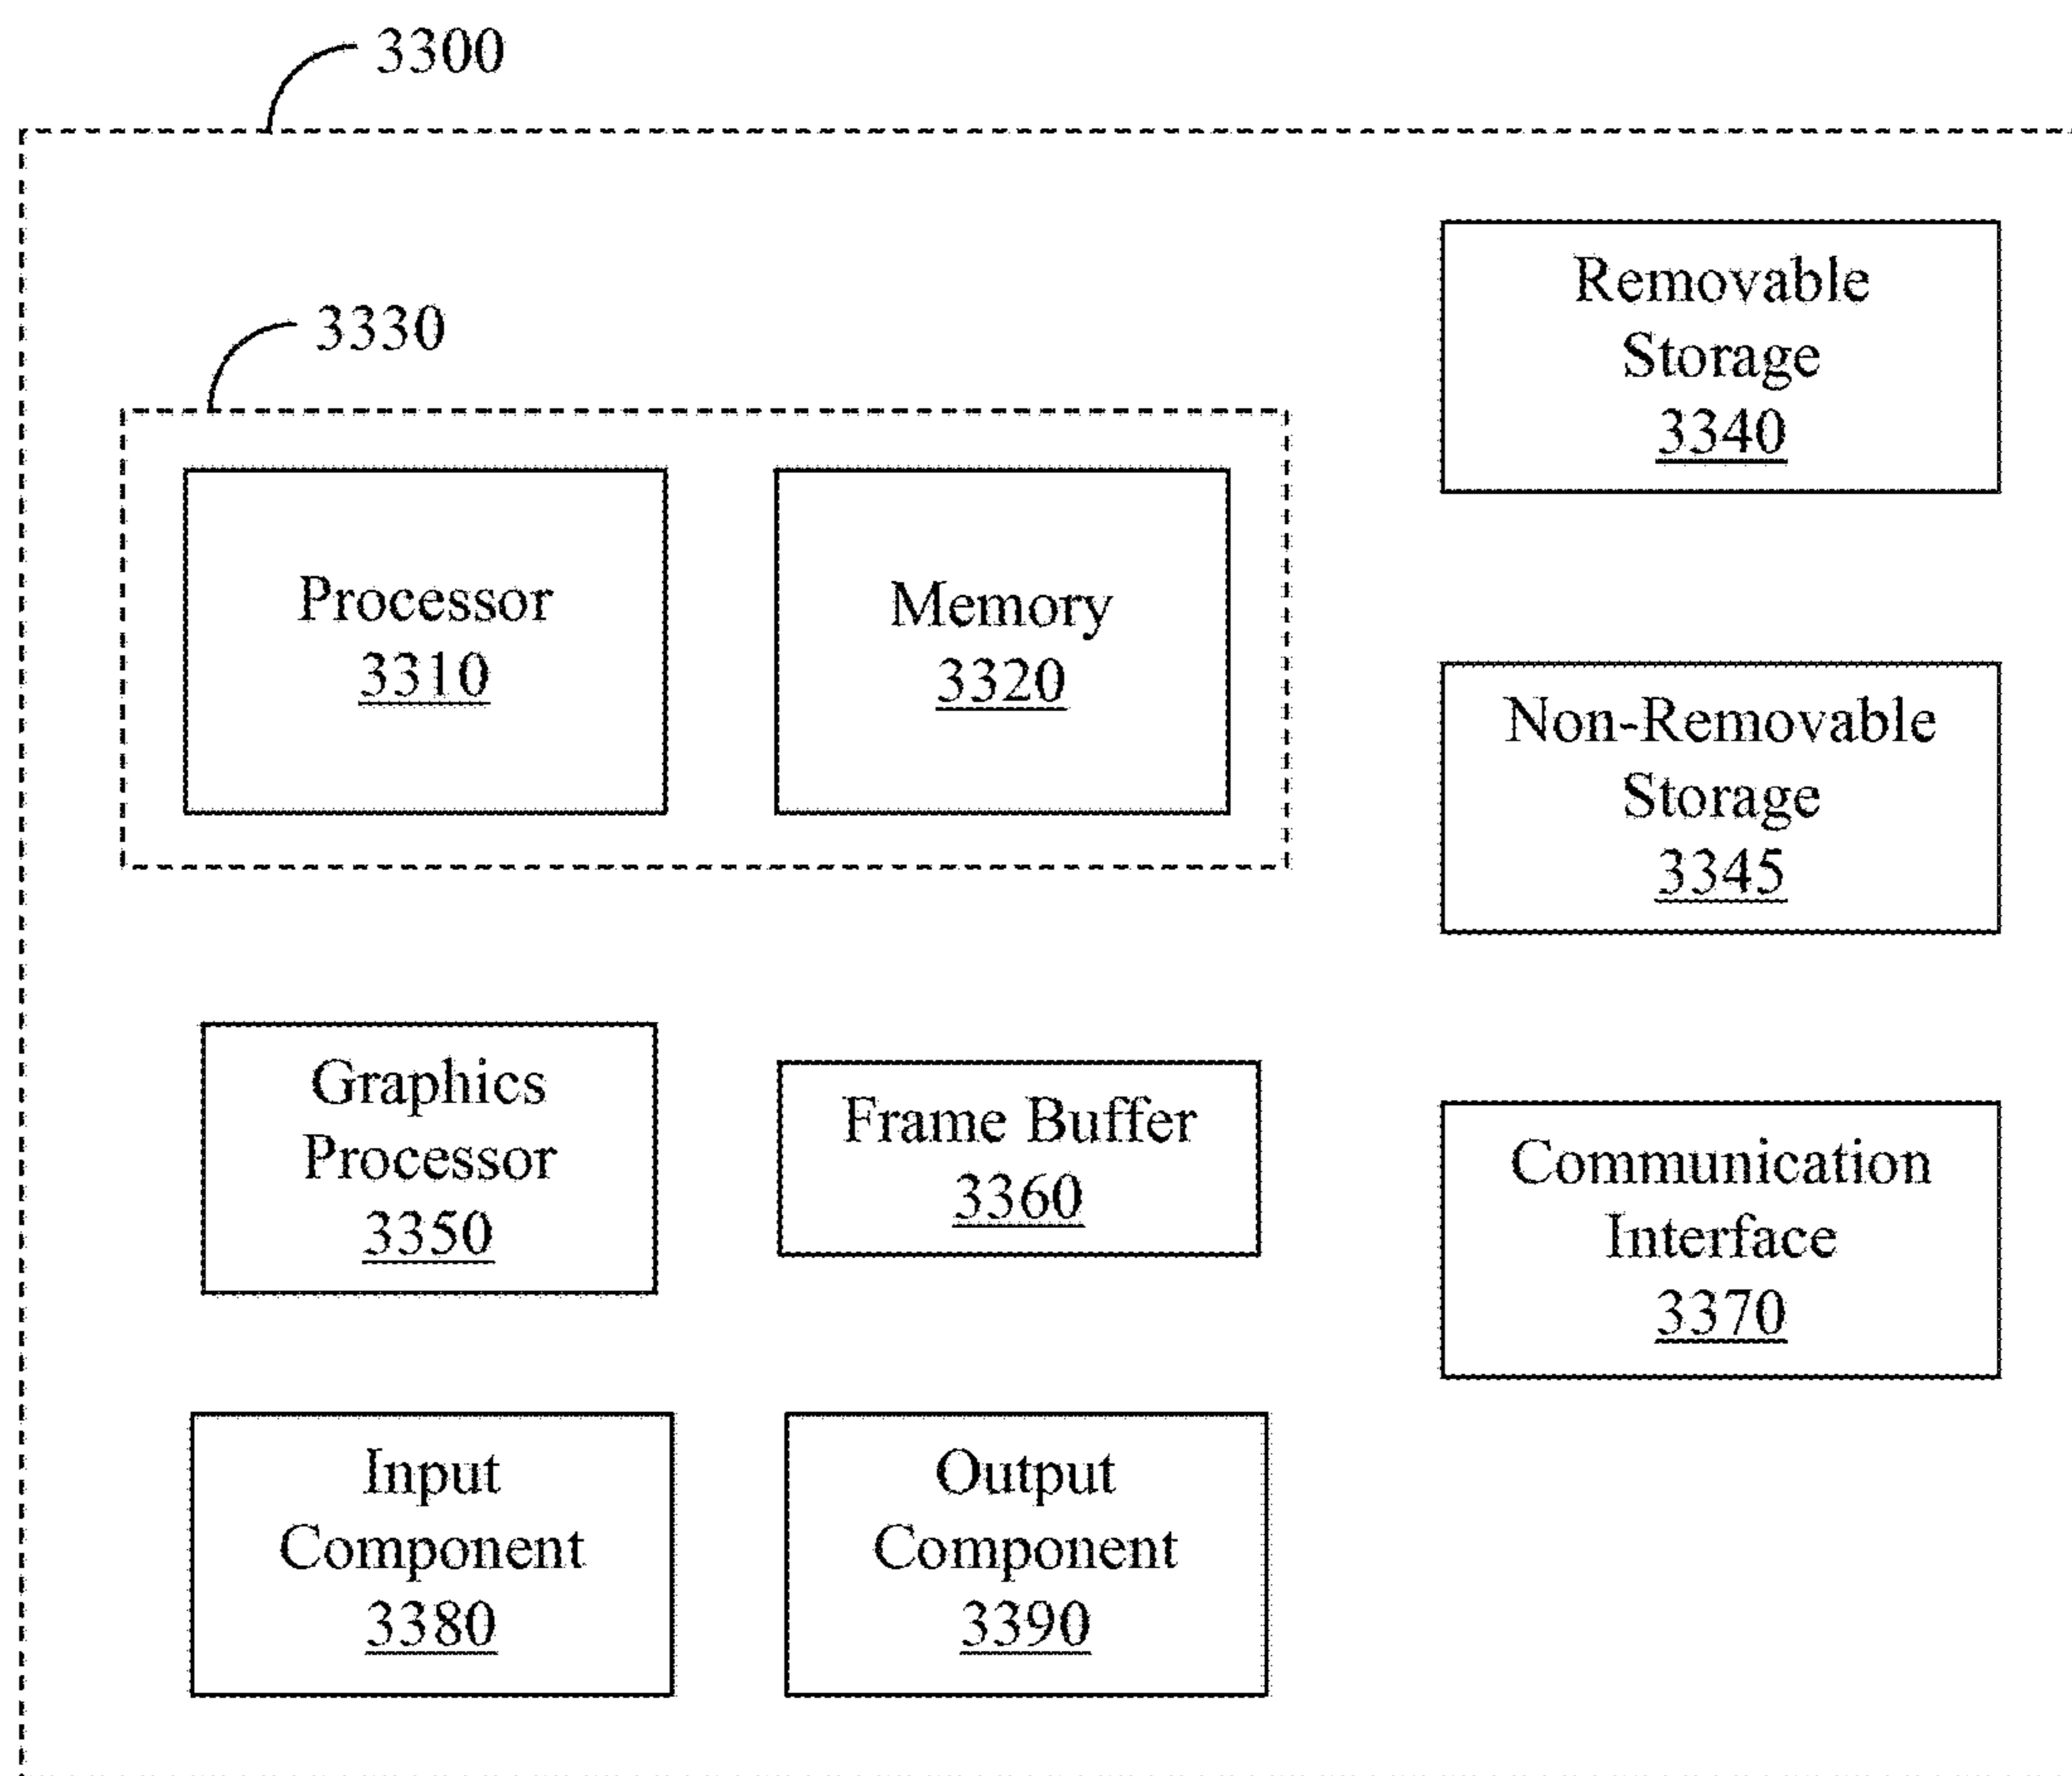 3300
3330
Processor
3310
Memory
3320
Removable
Storage
3340
Non-Removable
Storage
3345
Graphics
Processor
3350
Frame Buffer
3360
Communication
Interface
3370
Input
Component
3380
Output
Component
3390